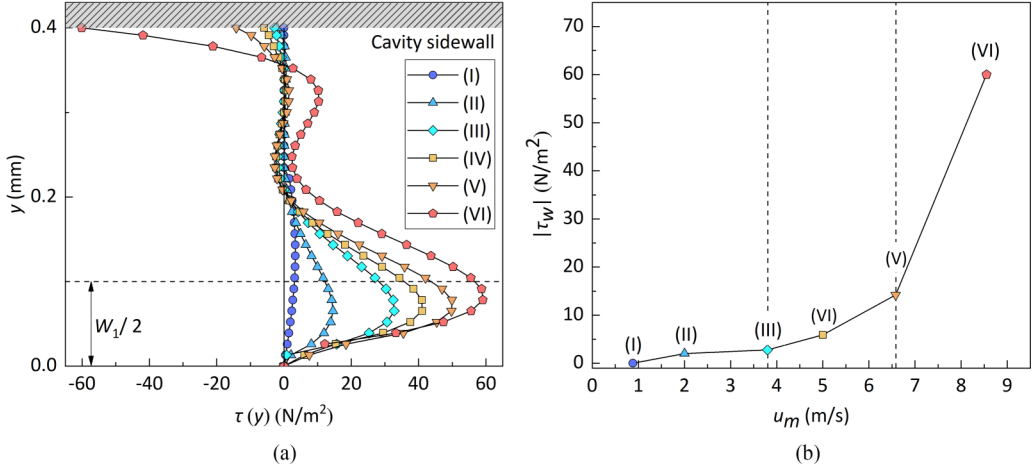 0.4
0.2
0.0
y (mm)
Cavity sidewall
(I)
(II)
(III)
(IV)
(V)
(VI)
W1/ 2
-60 -40 -20 0 20 40 60
τ (y) (N/m²)
(a)
70
60
50
40
30
20
10
0
|τw| (N/m²)
(I)
(II)
(III)
(VI)
(V)
(VI)
0 1 2 3 4 5 6 7 8 9
um (m/s)
(b)